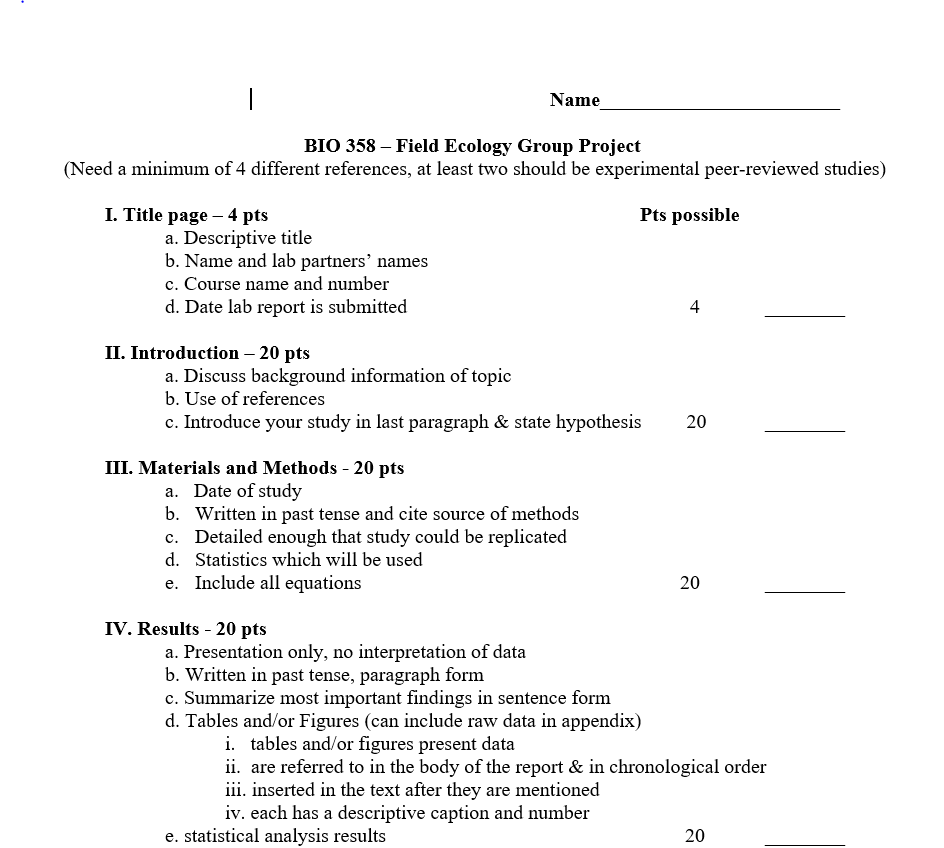 Name________________________
BIO 358 – Field Ecology Group Project
(Need a minimum of 4 different references, at least two should be experimental peer-reviewed studies)
I. Title page – 4 pts Pts possible
a. Descriptive title
b. Name and lab partners’ names
c. Course name and number
d. Date lab report is submitted 4 ________
II. Introduction – 20 pts
a. Discuss background information of topic
b. Use of references
c. Introduce your study in last paragraph & state hypothesis 20 ________
III. Materials and Methods - 20 pts
a. Date of study
b. Written in past tense and cite source of methods
c. Detailed enough that study could be replicated
d. Statistics which will be used
e. Include all equations 20 ________
IV. Results - 20 pts
a. Presentation only, no interpretation of data
b. Written in past tense, paragraph form
c. Summarize most important findings in sentence form
d. Tables and/or Figures (can include raw data in appendix)
i. tables and/or figures present data
ii. are referred to in the body of the report & in chronological order
iii. inserted in the text after they are mentioned
iv. each has a descriptive caption and number
e. statistical analysis results 20 ________